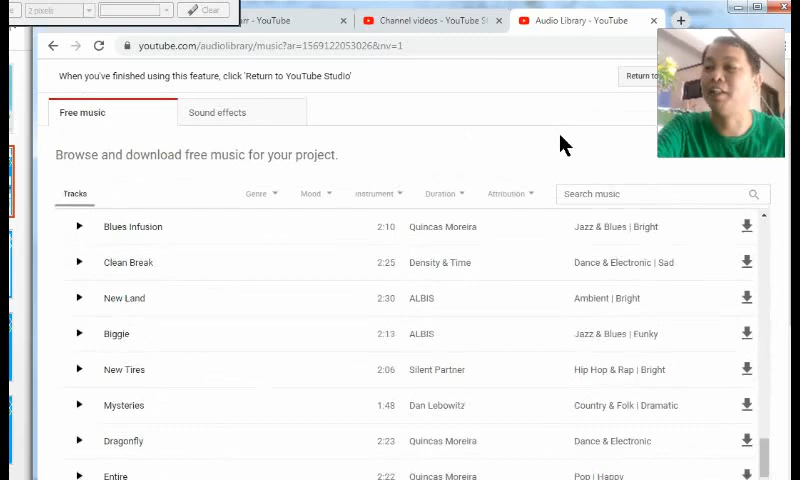 2 pixels
Clear
arr - YouTube
Channel videos - YouTube St
Audio Library - YouTube
youtube.com/audiolibrary/music?ar=1569122053026&nv=1
When you've finished using this feature, click 'Return to YouTube Studio'
Return to
Free music
Sound effects
Browse and download free music for your project.
Tracks
Genre
Mood
Instrument
Duration
Attribution
Search music
Blues Infusion 2:10 Quincas Moreira Jazz & Blues | Bright
Clean Break 2:25 Density & Time Dance & Electronic | Sad
New Land 2:30 ALBIS Ambient | Bright
Biggie 2:13 ALBIS Jazz & Blues | Funky
New Tires 2:06 Silent Partner Hip Hop & Rap | Bright
Mysteries 1:48 Dan Lebowitz Country & Folk | Dramatic
Dragonfly 2:23 Quincas Moreira Dance & Electronic
Entire 2:22 Quincas Moreira Pop | Happy